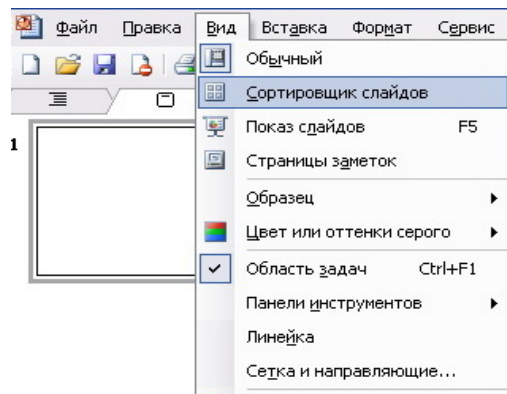 Файл Правка Вид Вставка Формат Сервис
Обычный
Сортировщик слайдов
1
Показ слайдов F5
Страницы заметок
Образец
Цвет или оттенки серого
Область задач Ctrl+F1
Панели инструментов
Линейка
Сетка и направляющие...